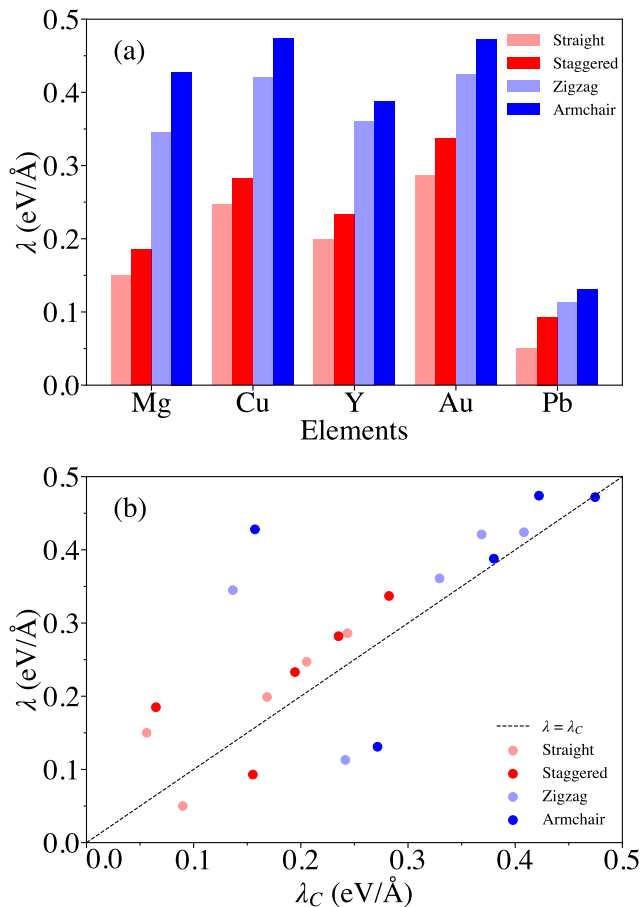 (a)
Straight
Staggered
Zigzag
Armchair
0.5
0.4
0.3
0.2
0.1
0.0
λ (eV/Å)
Mg Cu Y Au Pb
Elements
(b)
0.5
0.4
0.3
0.2
0.1
0.0
λ (eV/Å)
λ = λC
Straight
Staggered
Zigzag
Armchair
0.0 0.1 0.2 0.3 0.4 0.5
λC (eV/Å)